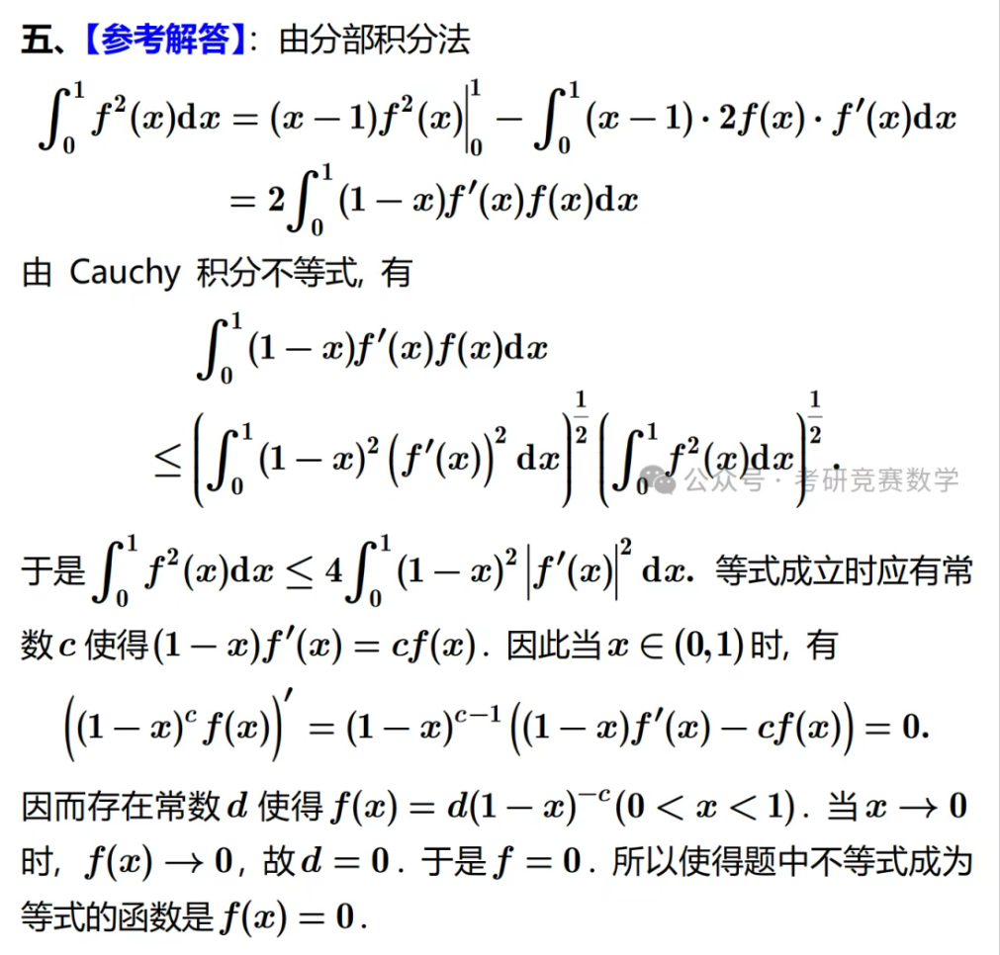 五、【参考解答】：由分部积分法
$\int_0^1 f^2(x)\mathrm{d}x = (x-1)f^2(x)\Big|_0^1 - \int_0^1 (x-1)\cdot 2f(x)\cdot f'(x)\mathrm{d}x$
$= 2\int_0^1 (1-x)f'(x)f(x)\mathrm{d}x$
由 Cauchy 积分不等式, 有
$\int_0^1 (1-x)f'(x)f(x)\mathrm{d}x$
$\leq \left(\int_0^1 (1-x)^2 (f'(x))^2 \mathrm{d}x\right)^{\frac{1}{2}} \left(\int_0^1 f^2(x)\mathrm{d}x\right)^{\frac{1}{2}}.$
公众号·考研竞赛数学
于是$\int_0^1 f^2(x)\mathrm{d}x \leq 4\int_0^1 (1-x)^2 |f'(x)|^2 \mathrm{d}x.$ 等式成立时应有常
数$c$使得$(1-x)f'(x) = cf(x)$. 因此当$x \in (0,1)$时, 有
$\left((1-x)^c f(x)\right)' = (1-x)^{c-1}\left((1-x)f'(x) - cf(x)\right) = 0.$
因而存在常数$d$使得$f(x) = d(1-x)^{-c}(0 < x < 1)$. 当$x \to 0$
时, $f(x) \to 0$, 故$d = 0$. 于是$f = 0$. 所以使得题中不等式成为
等式的函数是$f(x) = 0$.